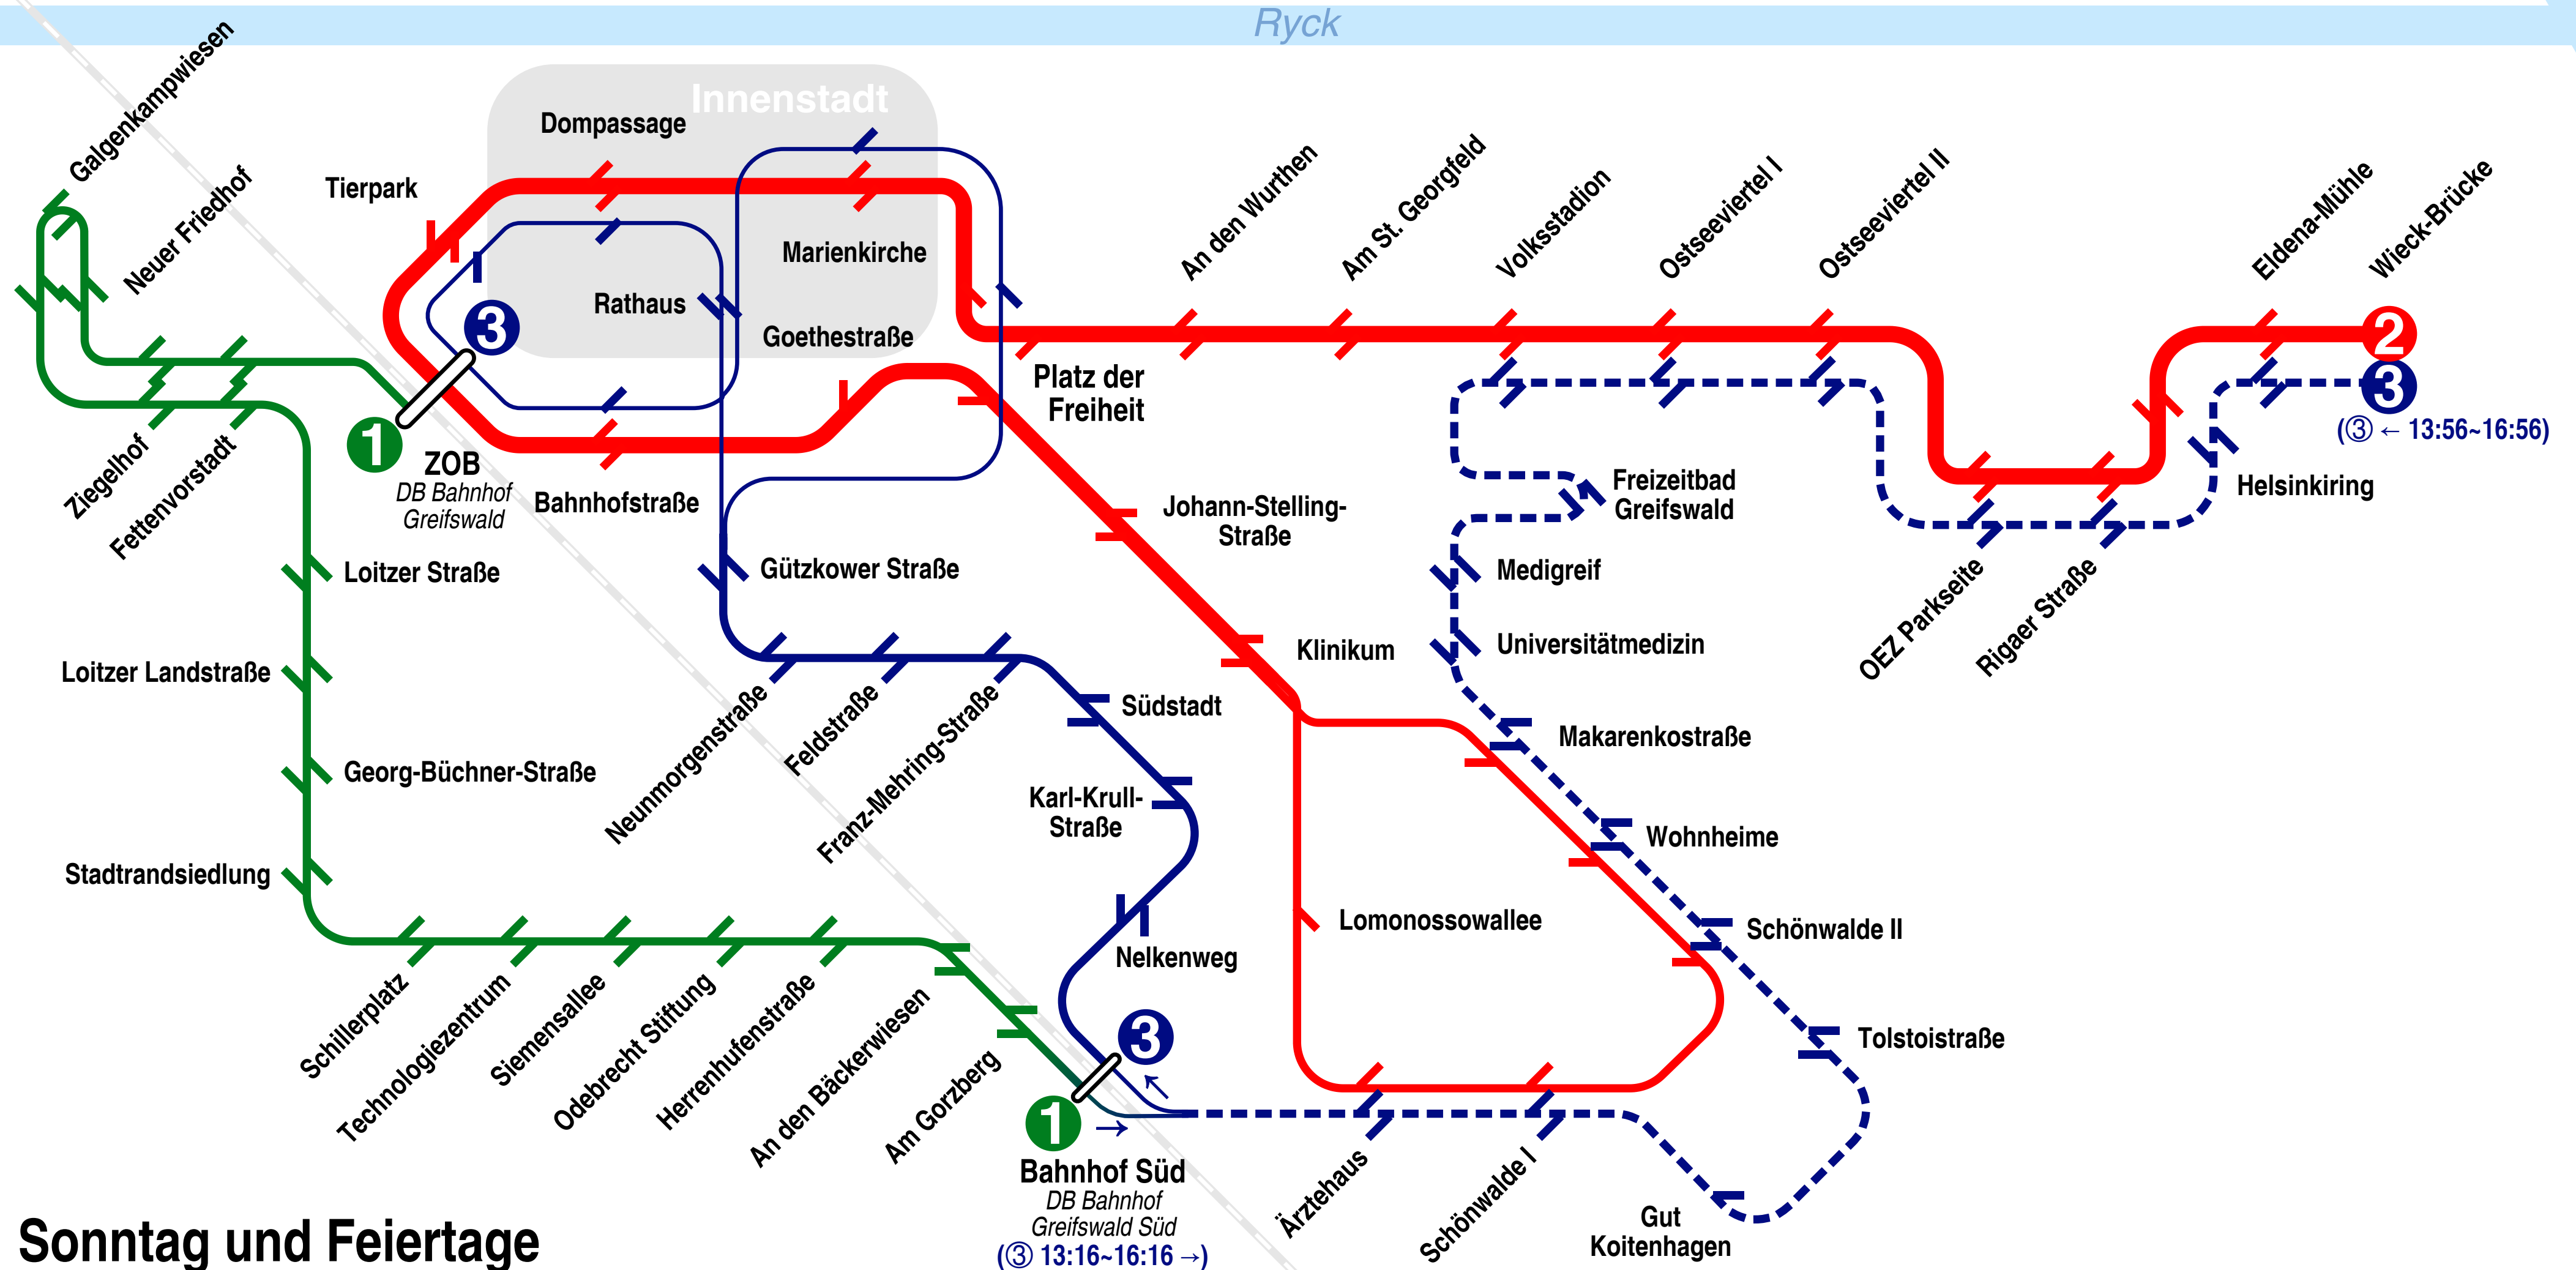 Ryck
Galgenkampwiesen
Neuer Friedhof
Innenstadt
Dompassage
Tierpark
Marienkirche
Rathaus
Goethestraße
3
An den Wurthen
Am St. Georgfeld
Volksstadion
Ostseeviertel I
Ostseeviertel II
Eldena-Mühle
Wieck-Brücke
2
3
(③ ← 13:56~16:56)
Platz der
Freiheit
1
ZOB
DB Bahnhof
Greifswald
Ziegelhof
Fettenvorstadt
Bahnhofstraße
Johann-Stelling-
Straße
Freizeitbad
Greifswald
Helsinkiring
Loitzer Straße
Gützkower Straße
Medigreif
OEZ Parkseite
Rigaer Straße
Klinikum
Universitätmedizin
Loitzer Landstraße
Neunmorgenstraße
Feldstraße
Franz-Mehring-Straße
Südstadt
Makarenkostraße
Georg-Büchner-Straße
Karl-Krull-
Straße
Wohnheime
Stadtrandsiedlung
Lomonossowallee
Schönwalde II
Nelkenweg
Schillerplatz
Technologiezentrum
Siemensallee
Odebrecht Stiftung
Herrenhufenstraße
An den Bäckerwiesen
Am Gorzberg
3
Tolstoistraße
1
→
Bahnhof Süd
DB Bahnhof
Greifswald Süd
(③ 13:16~16:16 →)
Ärztehaus
Schönwalde I
Gut
Koitenhagen
Sonntag und Feiertage